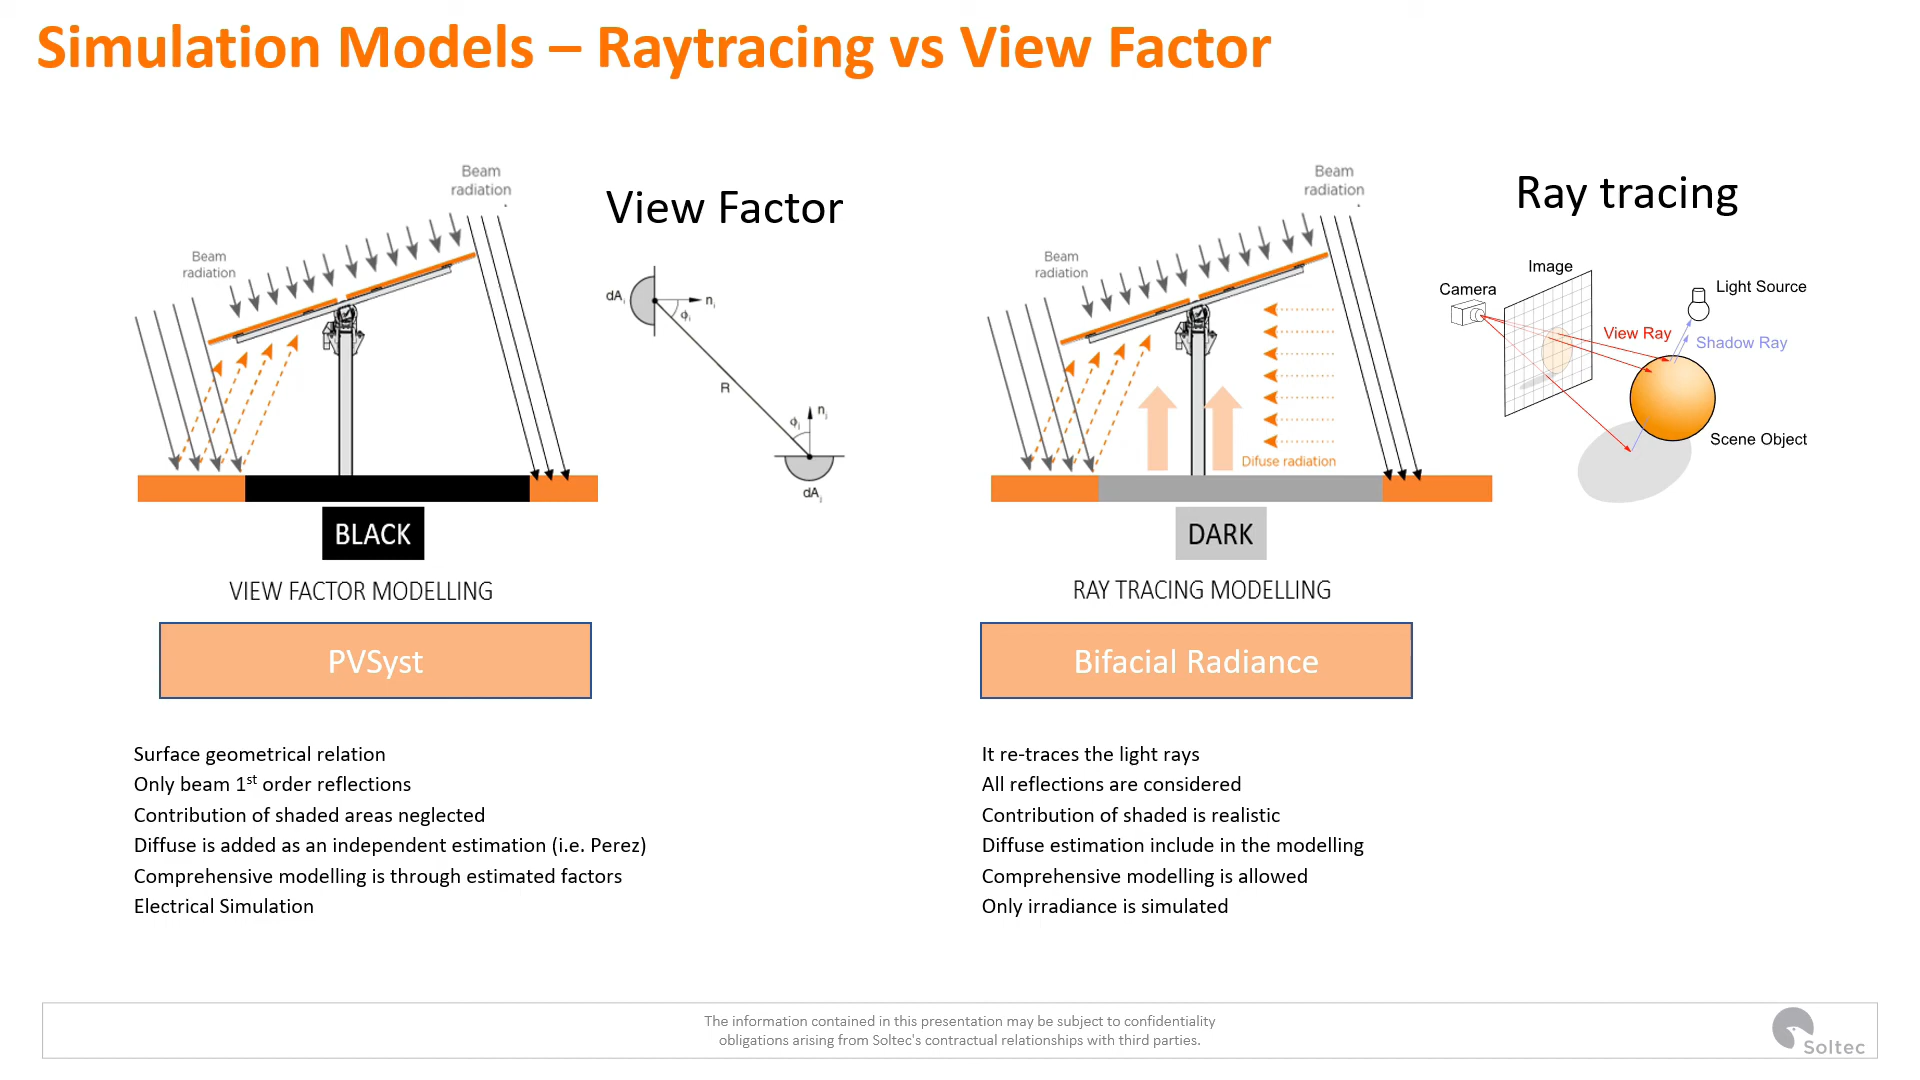 Simulation Models – Raytracing vs View Factor
Beam
radiation
View Factor
Beam
radiation
dAi
ni
ϕi
R
nj
ϕj
dAj
BLACK
VIEW FACTOR MODELLING
PVSyst
Surface geometrical relation
Only beam 1st order reflections
Contribution of shaded areas neglected
Diffuse is added as an independent estimation (i.e. Perez)
Comprehensive modelling is through estimated factors
Electrical Simulation
Beam
radiation
Ray tracing
Beam
radiation
Difuse radiation
Image
Camera
Light Source
View Ray
Shadow Ray
Scene Object
DARK
RAY TRACING MODELLING
Bifacial Radiance
It re-traces the light rays
All reflections are considered
Contribution of shaded is realistic
Diffuse estimation include in the modelling
Comprehensive modelling is allowed
Only irradiance is simulated
The information contained in this presentation may be subject to confidentiality
obligations arising from Soltec's contractual relationships with third parties.
Soltec